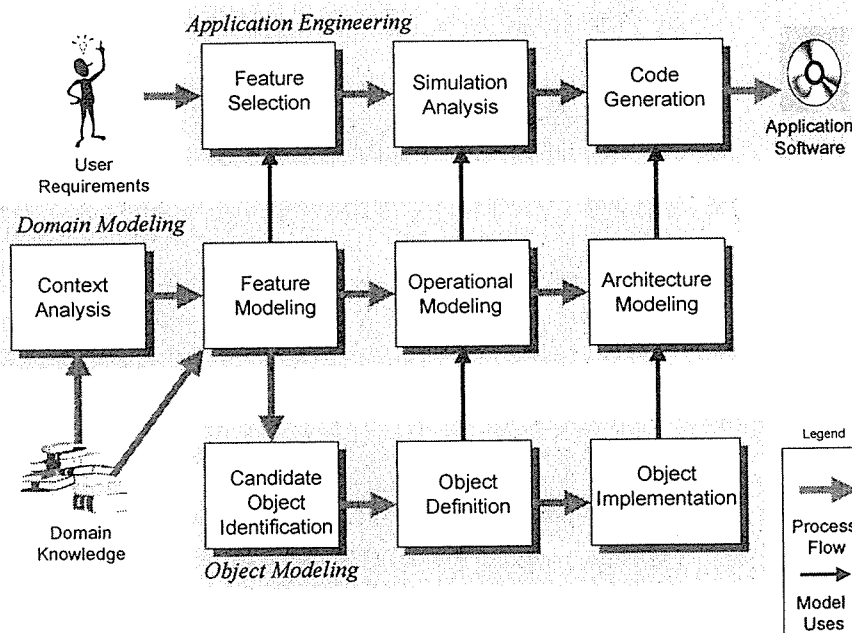 Application Engineering
Feature
Selection
Simulation
Analysis
Code
Generation
User
Requirements
Application
Software
Domain Modeling
Context
Analysis
Feature
Modeling
Operational
Modeling
Architecture
Modeling
Domain
Knowledge
Candidate
Object
Identification
Object
Definition
Object
Implementation
Object Modeling
Legend
Process
Flow
Model
Uses